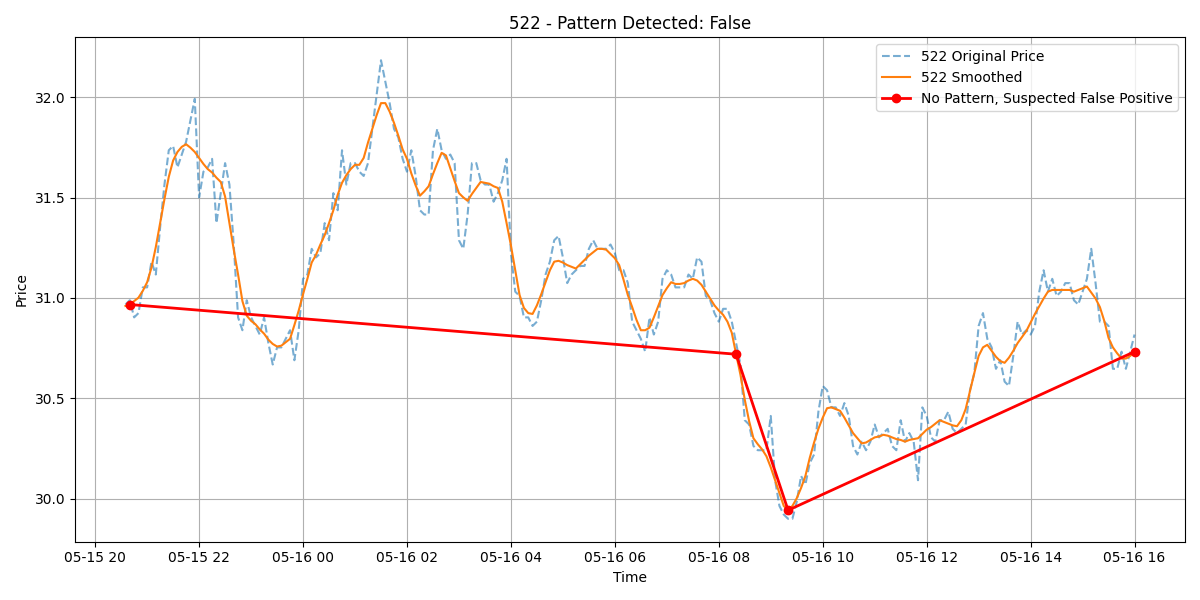 522 - Pattern Detected: False
522 Original Price
522 Smoothed
No Pattern, Suspected False Positive
Price
32.0
31.5
31.0
30.5
30.0
05-15 20
05-15 22
05-16 00
05-16 02
05-16 04
05-16 06
05-16 08
05-16 10
05-16 12
05-16 14
05-16 16
Time